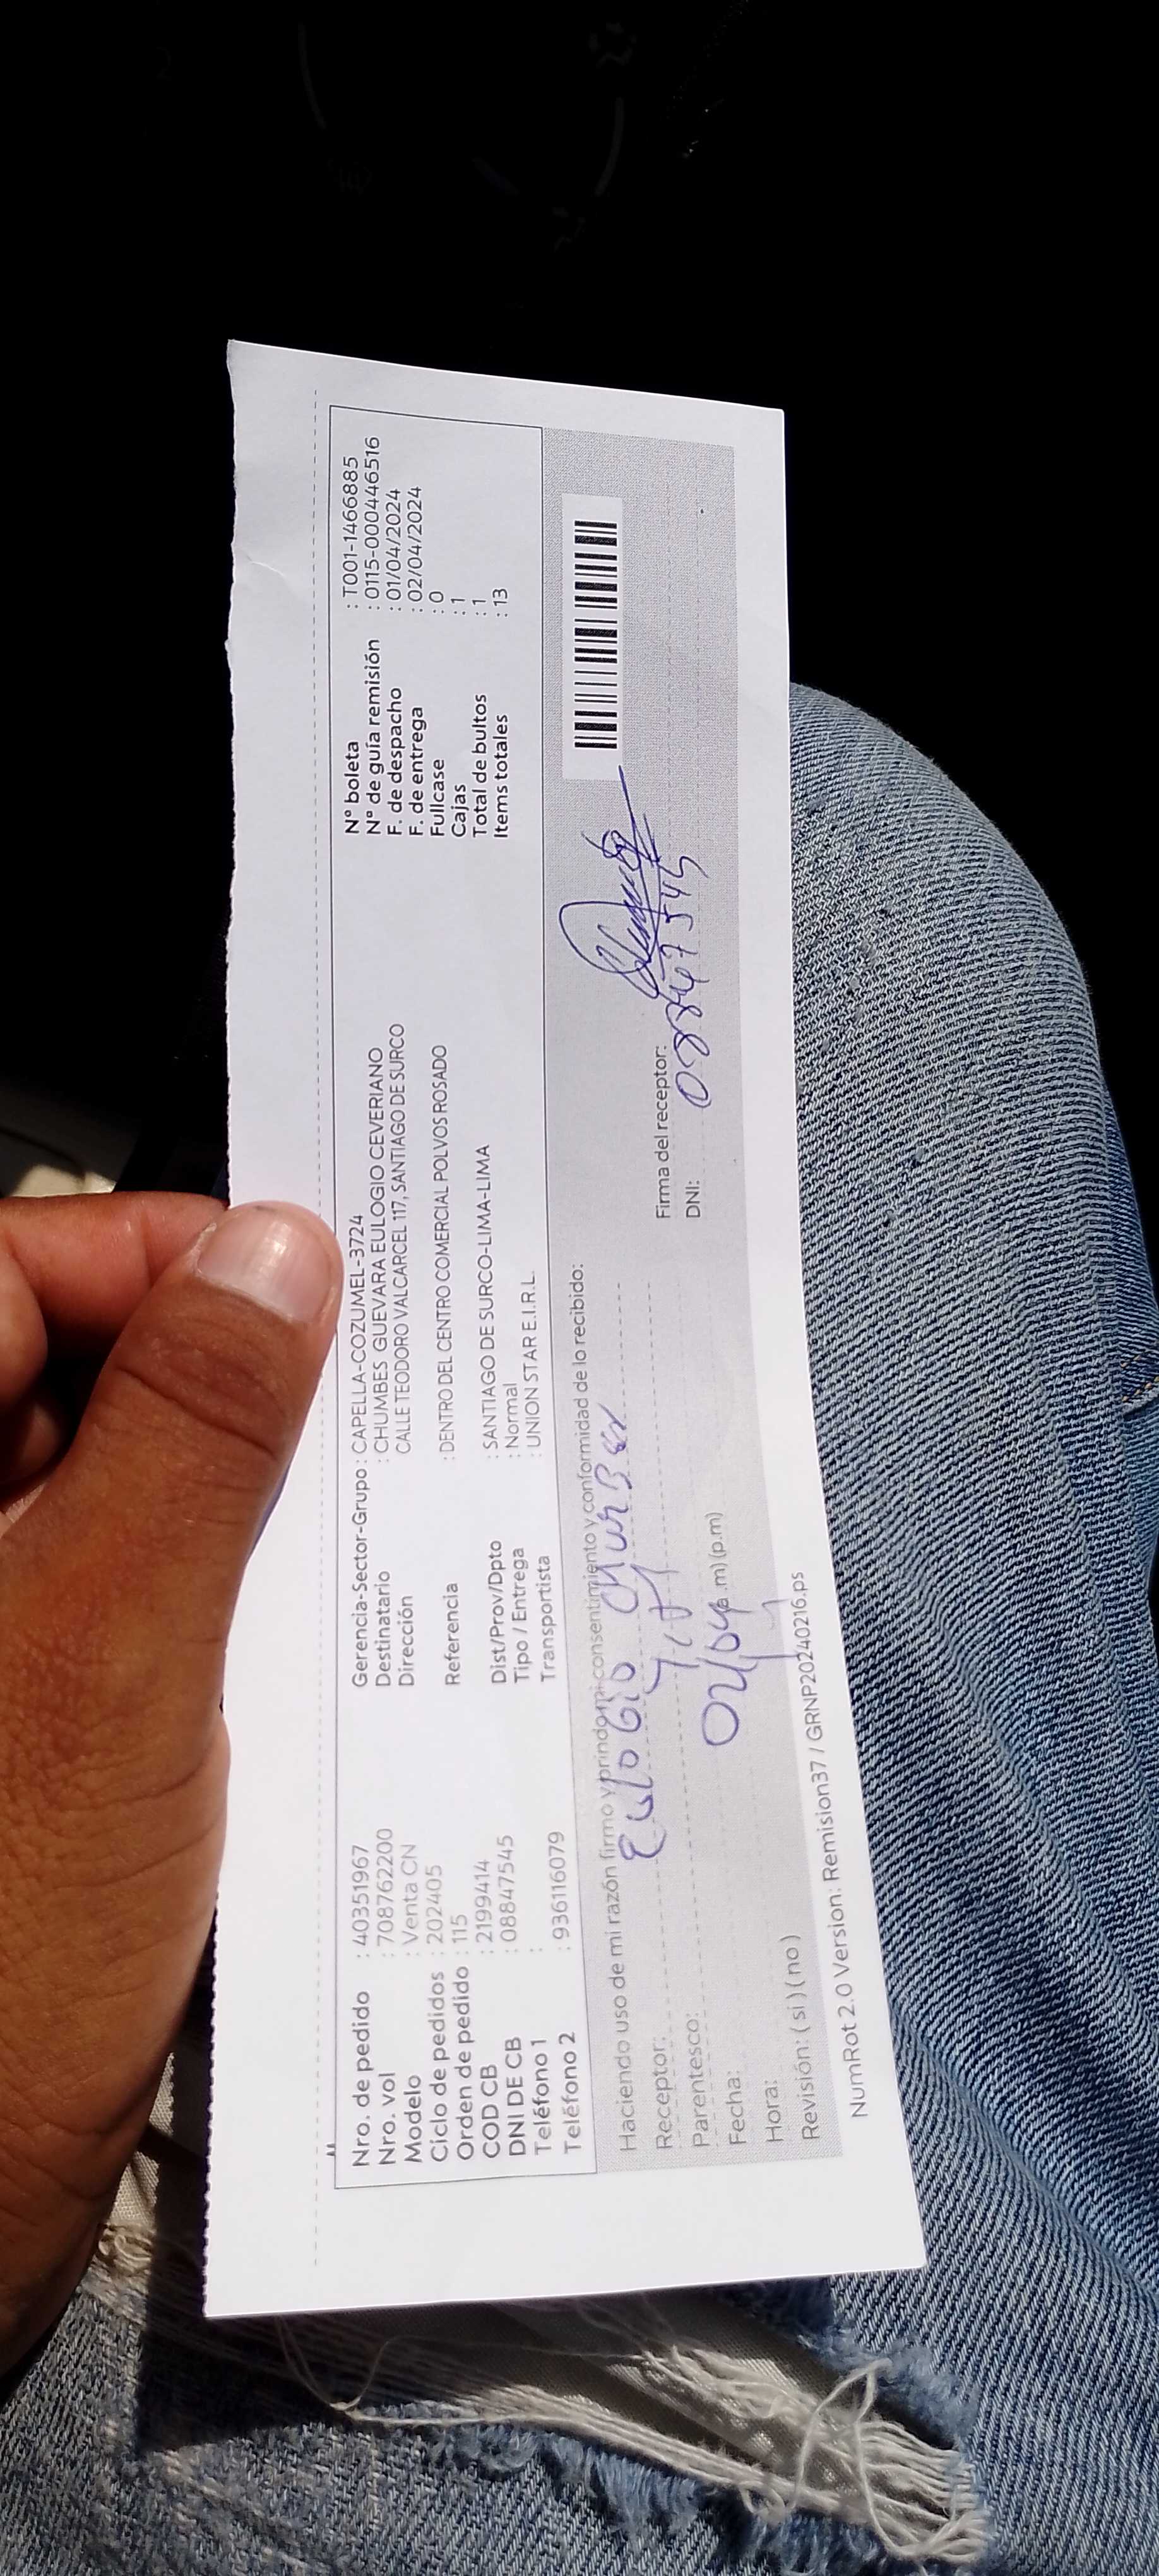 Nro. de pedido : 40351967
Nro. vol : 708762200
Modelo : Venta CN
Ciclo de pedidos : 202405
Orden de pedido : 115
COD CB : 2199414
DNI DE CB : 08847545
Teléfono 1 :
Teléfono 2 : 936116079
Gerencia-Sector-Grupo : CAPELLA-COZUMEL-3724
Destinatario : CHUMBES GUEVARA EULOGIO CEVERIANO
Dirección CALLE TEODORO VALCARCEL 117, SANTIAGO DE SURCO
Referencia : DENTRO DEL CENTRO COMERCIAL POLVOS ROSADO
Dist/Prov/Dpto : SANTIAGO DE SURCO-LIMA-LIMA
Tipo / Entrega : Normal
Transportista : UNION STAR E.I.R.L.
N° boleta : T001-1466885
N° de guía remisión : 0115-000446516
F. de despacho : 01/04/2024
F. de entrega : 02/04/2024
Fullcase : 0
Cajas : 1
Total de bultos : 1
Items totales : 13
Haciendo uso de mi razón firmo y brindo mi consentimiento y conformidad de lo recibido:
Receptor: Eulogio
Parentesco:
Fecha: 02/04
Hora: (a.m) (p.m)
Revisión: ( si ) ( no )
Firma del receptor:
DNI: 08847545
NumRot 2.0 Version: Remision37 / GRNP20240216.ps